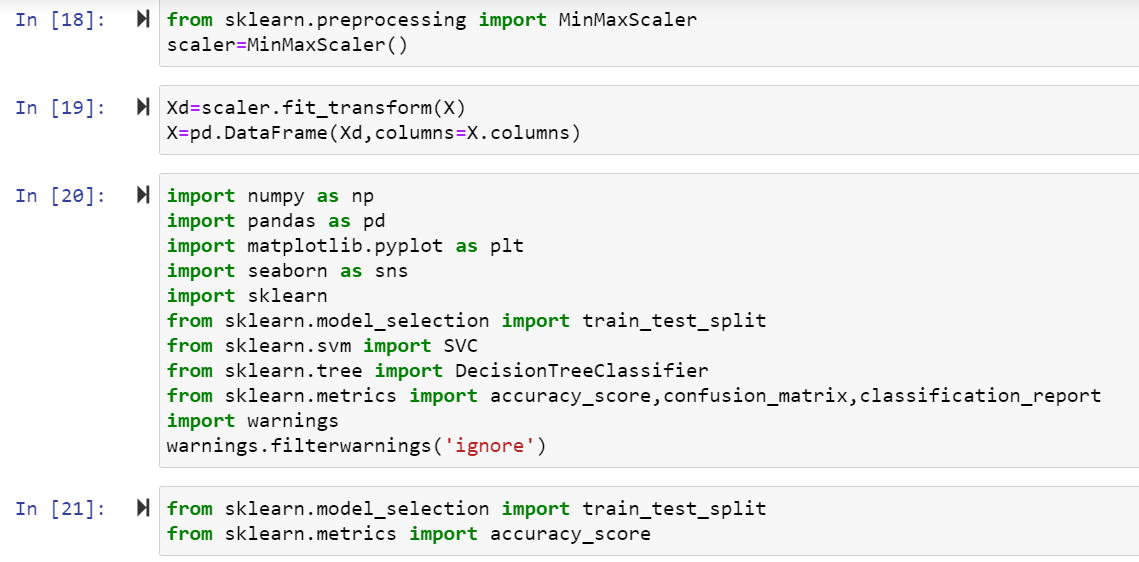 In [18]:
from sklearn.preprocessing import MinMaxScaler
scaler=MinMaxScaler()
In [19]:
Xd=scaler.fit_transform(X)
X=pd.DataFrame(Xd,columns=X.columns)
In [20]:
import numpy as np
import pandas as pd
import matplotlib.pyplot as plt
import seaborn as sns
import sklearn
from sklearn.model_selection import train_test_split
from sklearn.svm import SVC
from sklearn.tree import DecisionTreeClassifier
from sklearn.metrics import accuracy_score,confusion_matrix,classification_report
import warnings
warnings.filterwarnings('ignore')
In [21]:
from sklearn.model_selection import train_test_split
from sklearn.metrics import accuracy_score